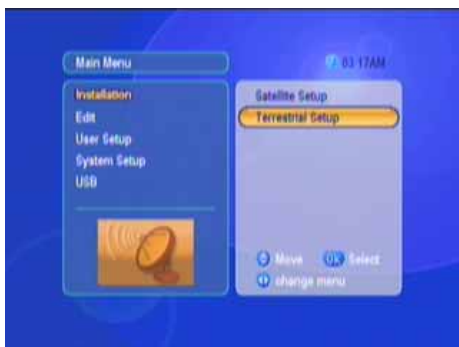 Main Menu
03 17AM
Installation
Edit
User Setup
System Setup
USB
Satellite Setup
Terrestrial Setup
Move OK Select
change menu